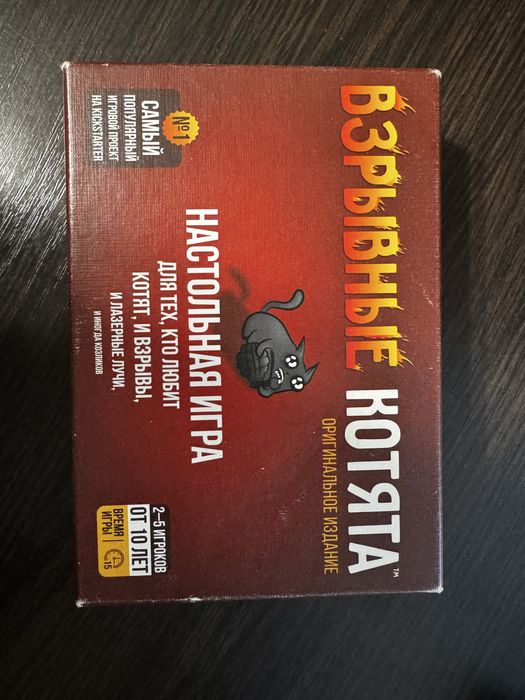 ВЗРЫВНЫЕ
КОТЯТА™
ОРИГИНАЛЬНОЕ ИЗДАНИЕ
НАСТОЛЬНАЯ ИГРА
ДЛЯ ТЕХ, КТО ЛЮБИТ
КОТЯТ, И ВЗРЫВЫ,
И ЛАЗЕРНЫЕ ЛУЧИ,
И ИНОГДА КОЗЛИКОВ
№1
САМЫЙ
ПОПУЛЯРНЫЙ
ИГРОВОЙ ПРОЕКТ
НА KICKSTARTER
2–5 ИГРОКОВ
ОТ 10 ЛЕТ
ВРЕМЯ
ИГРЫ
15